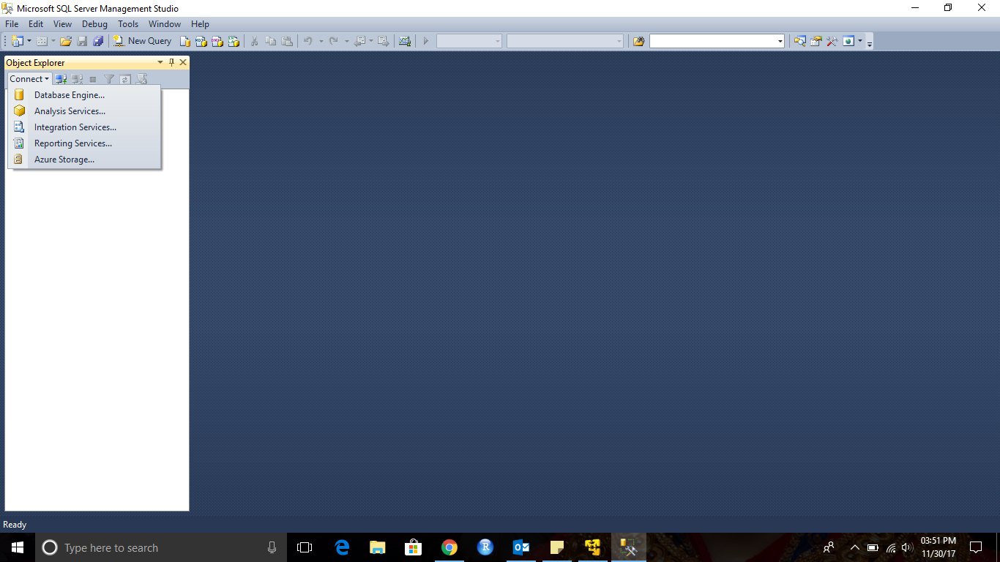 Microsoft SQL Server Management Studio
File Edit View Debug Tools Window Help
New Query
Object Explorer
Connect
Database Engine...
Analysis Services...
Integration Services...
Reporting Services...
Azure Storage...
Ready
Type here to search
03:51 PM
11/30/17